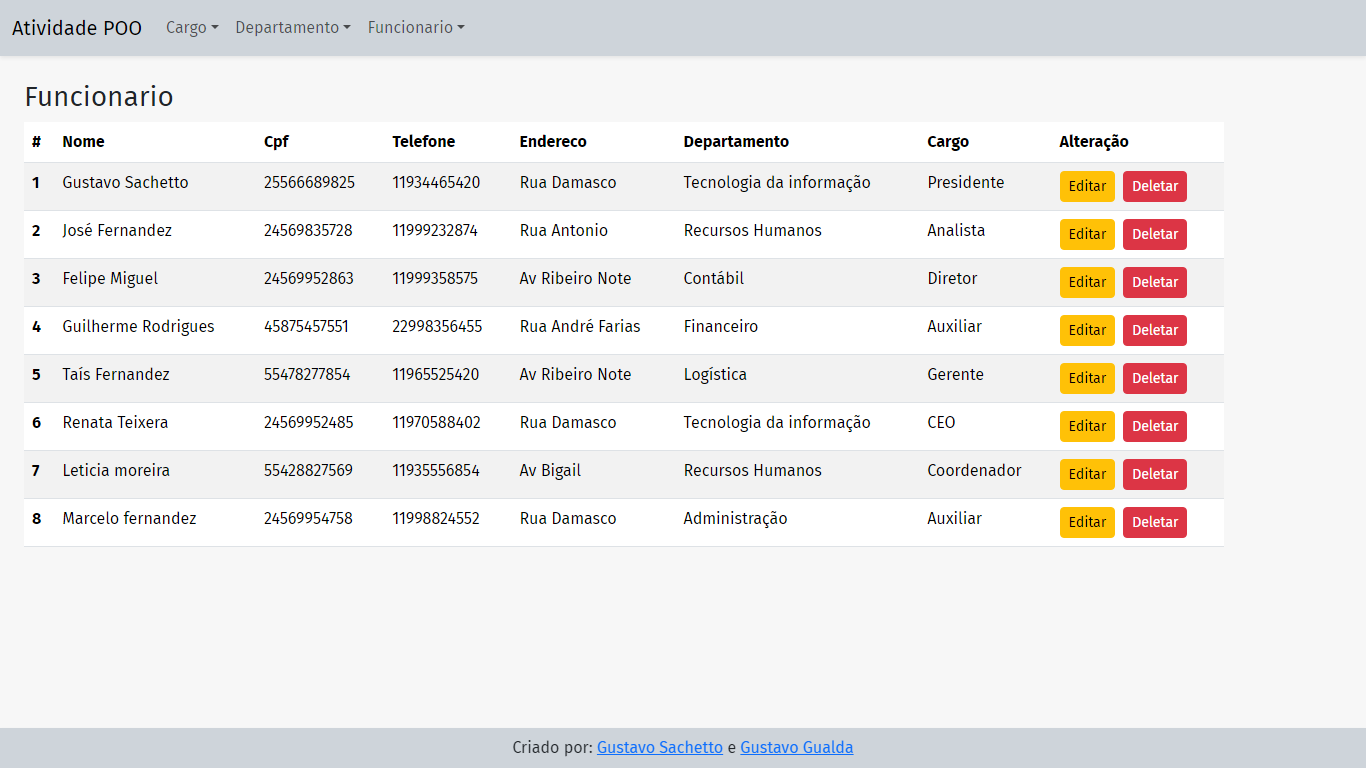 Atividade POO Cargo Departamento Funcionario
Funcionario
# Nome Cpf Telefone Endereco Departamento Cargo Alteração
1 Gustavo Sachetto 25566689825 11934465420 Rua Damasco Tecnologia da informação Presidente Editar Deletar
2 José Fernandez 24569835728 11999232874 Rua Antonio Recursos Humanos Analista Editar Deletar
3 Felipe Miguel 24569952863 11999358575 Av Ribeiro Note Contábil Diretor Editar Deletar
4 Guilherme Rodrigues 45875457551 22998356455 Rua André Farias Financeiro Auxiliar Editar Deletar
5 Taís Fernandez 55478277854 11965525420 Av Ribeiro Note Logística Gerente Editar Deletar
6 Renata Teixera 24569952485 11970588402 Rua Damasco Tecnologia da informação CEO Editar Deletar
7 Leticia moreira 55428827569 11935556854 Av Bigail Recursos Humanos Coordenador Editar Deletar
8 Marcelo fernandez 24569954758 11998824552 Rua Damasco Administração Auxiliar Editar Deletar
Criado por: Gustavo Sachetto e Gustavo Gualda